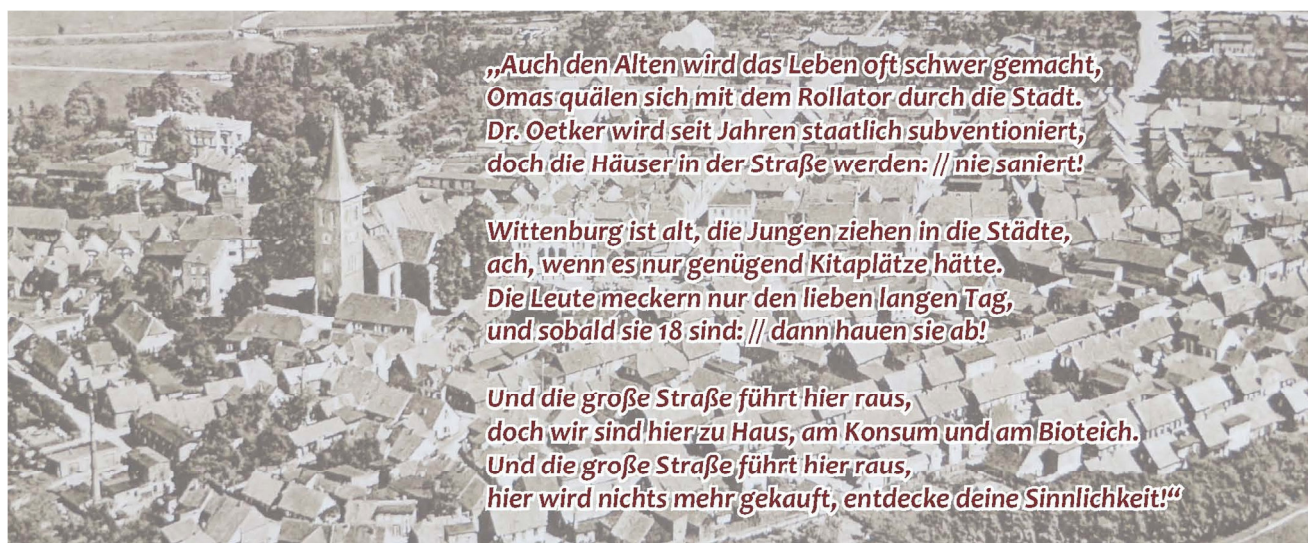 „Auch den Alten wird das Leben oft schwer gemacht,
Omas quälen sich mit dem Rollator durch die Stadt.
Dr. Oetker wird seit Jahren staatlich subventioniert,
doch die Häuser in der Straße werden: // nie saniert!
Wittenburg ist alt, die Jungen ziehen in die Städte,
ach, wenn es nur genügend Kitaplätze hätte.
Die Leute meckern nur den lieben langen Tag,
und sobald sie 18 sind: // dann hauen sie ab!
Und die große Straße führt hier raus,
doch wir sind hier zu Haus, am Konsum und am Bioteich.
Und die große Straße führt hier raus,
hier wird nichts mehr gekauft, entdecke deine Sinnlichkeit!“